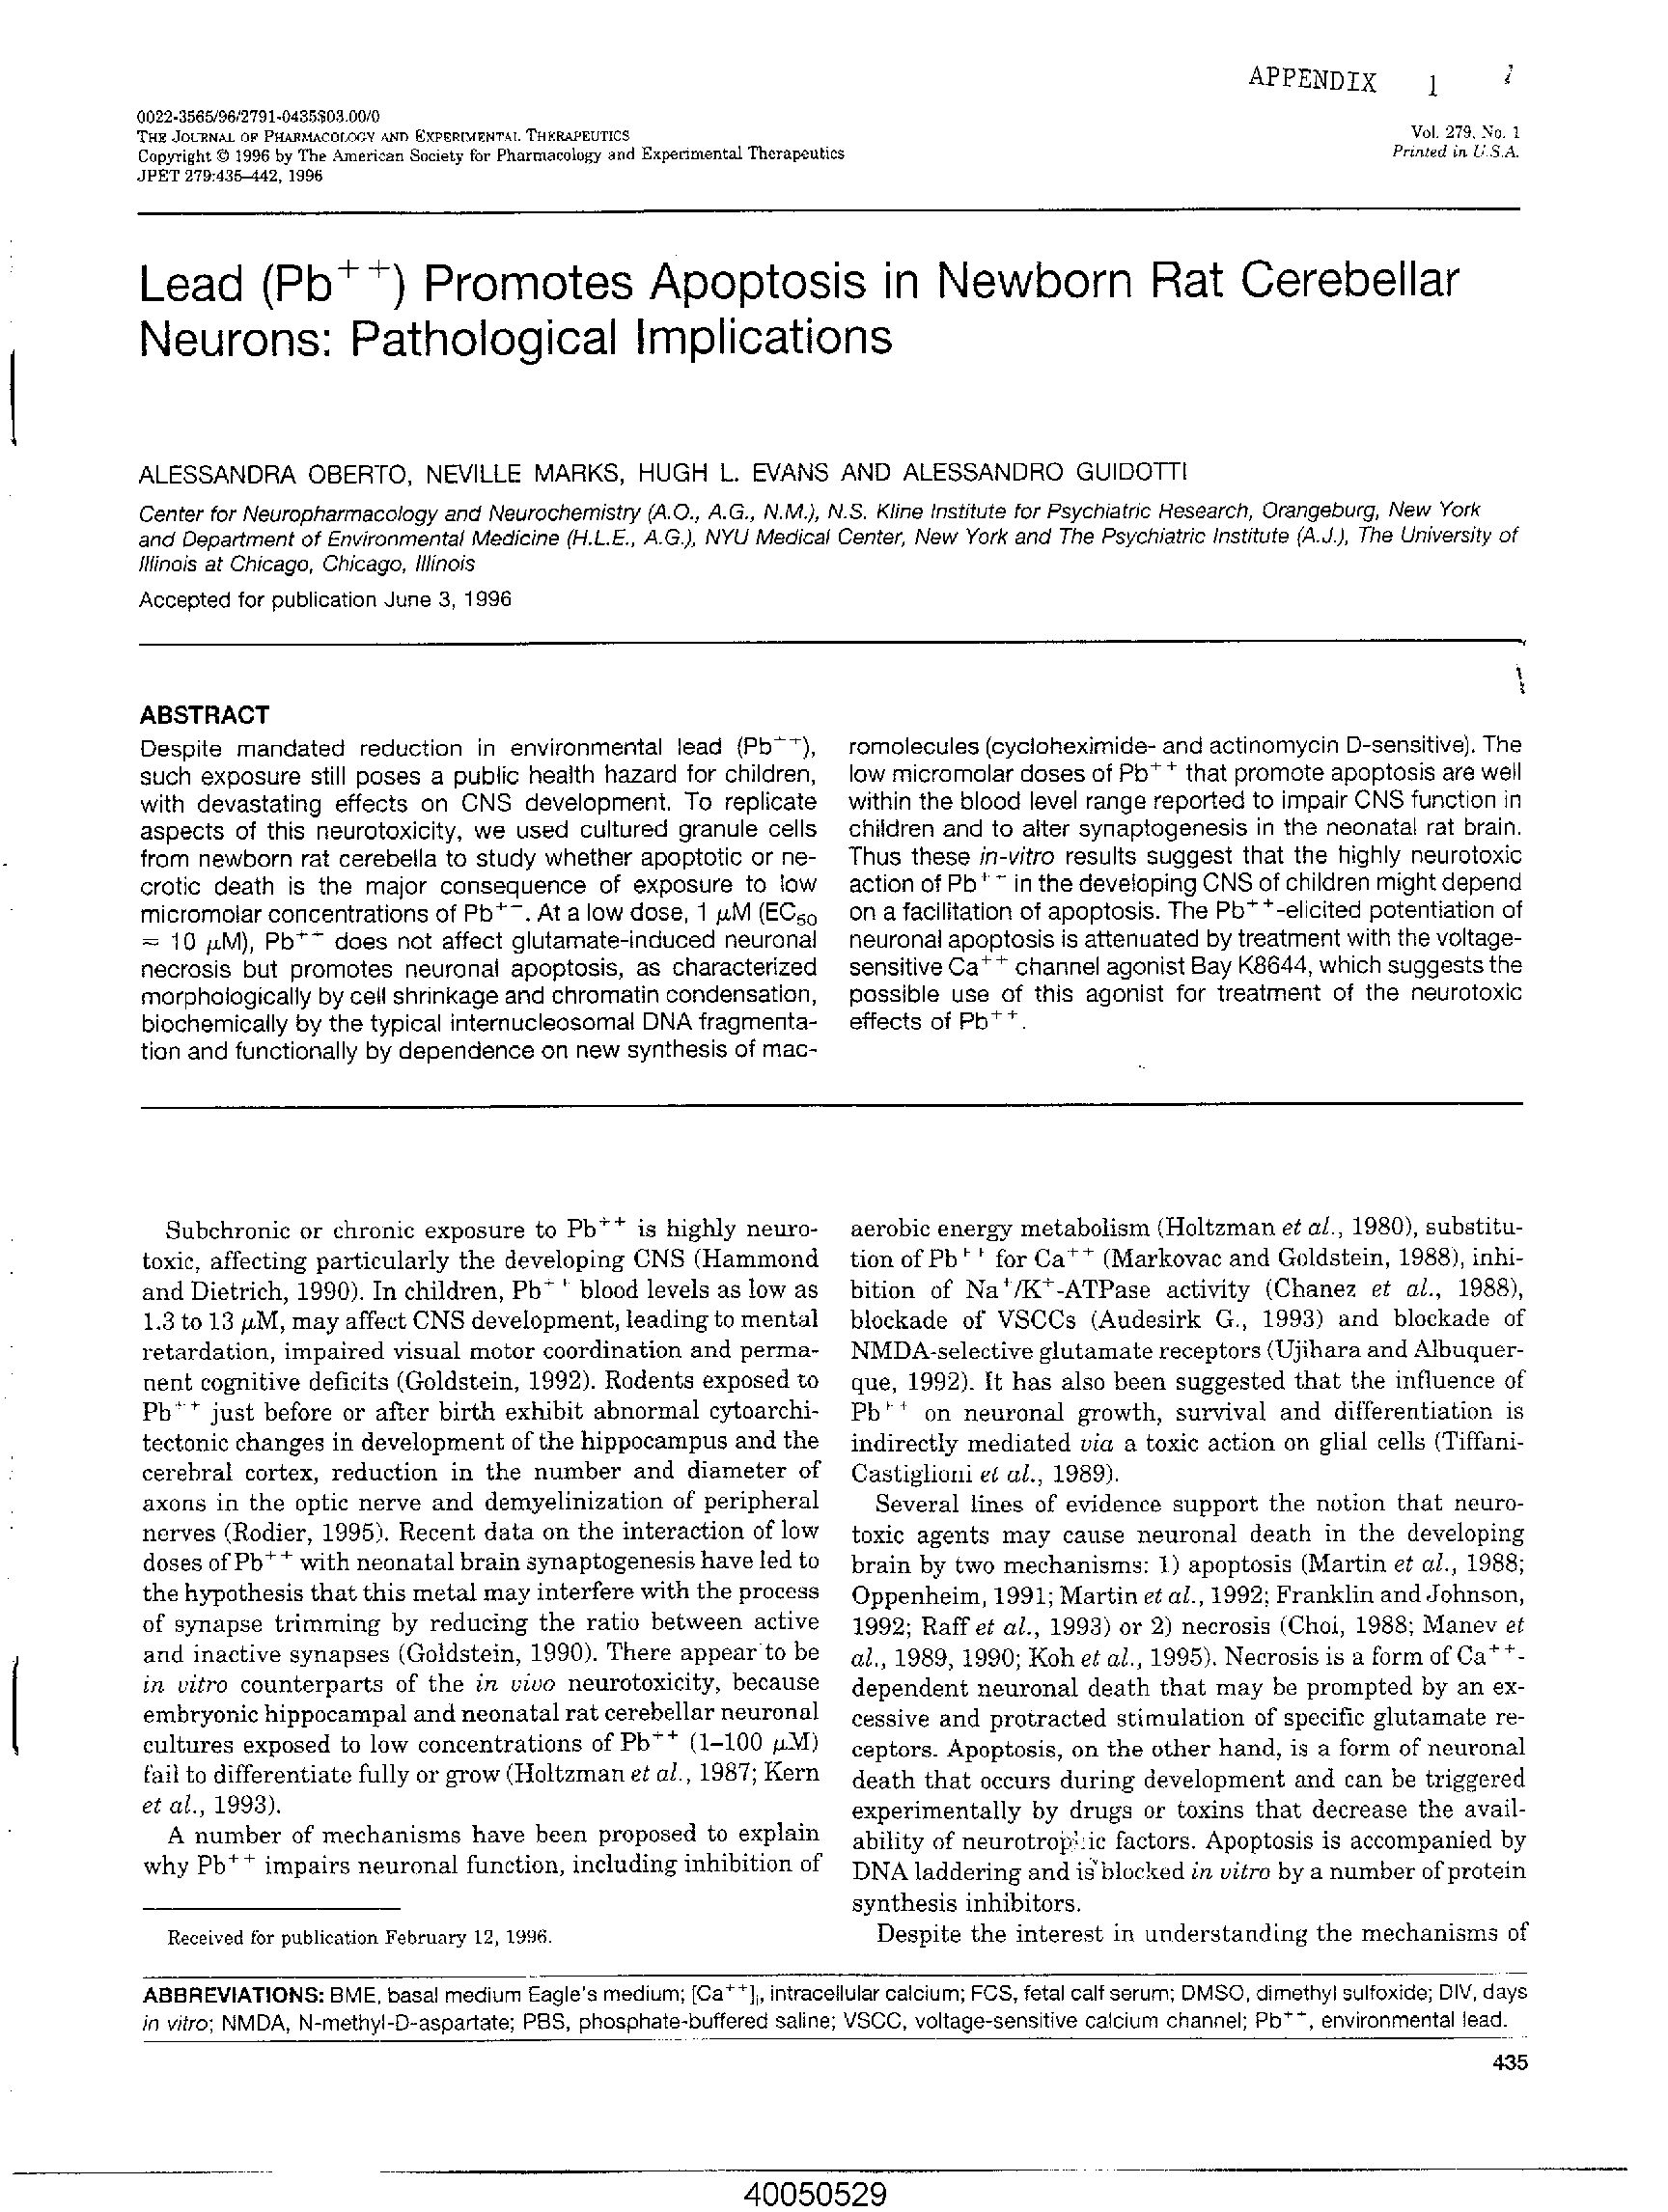 APPENDIX 1
0022-3565/96/2791-0435$03.00/0
THE JOURNAL OF PHARMACOLOGY AND EXPERIMENTAL THERAPEUTICS
Copyright © 1996 by The American Society for Pharmacology and Experimental Therapeutics
JPET 279:435–442, 1996
Vol. 279, No. 1
Printed in U.S.A.
Lead (Pb++) Promotes Apoptosis in Newborn Rat Cerebellar
Neurons: Pathological Implications
ALESSANDRA OBERTO, NEVILLE MARKS, HUGH L. EVANS AND ALESSANDRO GUIDOTTI
Center for Neuropharmacology and Neurochemistry (A.O., A.G., N.M.), N.S. Kline Institute for Psychiatric Research, Orangeburg, New York
and Department of Environmental Medicine (H.L.E., A.G.), NYU Medical Center, New York and The Psychiatric Institute (A.J.), The University of
Illinois at Chicago, Chicago, Illinois
Accepted for publication June 3, 1996
ABSTRACT
Despite mandated reduction in environmental lead (Pb++),
such exposure still poses a public health hazard for children,
with devastating effects on CNS development. To replicate
aspects of this neurotoxicity, we used cultured granule cells
from newborn rat cerebella to study whether apoptotic or ne-
crotic death is the major consequence of exposure to low
micromolar concentrations of Pb++. At a low dose, 1 μM (EC50
≈ 10 μM), Pb++ does not affect glutamate-induced neuronal
necrosis but promotes neuronal apoptosis, as characterized
morphologically by cell shrinkage and chromatin condensation,
biochemically by the typical internucleosomal DNA fragmenta-
tion and functionally by dependence on new synthesis of mac-
romolecules (cycloheximide- and actinomycin D-sensitive). The
low micromolar doses of Pb++ that promote apoptosis are well
within the blood level range reported to impair CNS function in
children and to alter synaptogenesis in the neonatal rat brain.
Thus these in-vitro results suggest that the highly neurotoxic
action of Pb++ in the developing CNS of children might depend
on a facilitation of apoptosis. The Pb++-elicited potentiation of
neuronal apoptosis is attenuated by treatment with the voltage-
sensitive Ca++ channel agonist Bay K8644, which suggests the
possible use of this agonist for treatment of the neurotoxic
effects of Pb++.
Subchronic or chronic exposure to Pb++ is highly neuro-
toxic, affecting particularly the developing CNS (Hammond
and Dietrich, 1990). In children, Pb++ blood levels as low as
1.3 to 13 μM, may affect CNS development, leading to mental
retardation, impaired visual motor coordination and perma-
nent cognitive deficits (Goldstein, 1992). Rodents exposed to
Pb++ just before or after birth exhibit abnormal cytoarchi-
tectonic changes in development of the hippocampus and the
cerebral cortex, reduction in the number and diameter of
axons in the optic nerve and demyelinization of peripheral
nerves (Rodier, 1995). Recent data on the interaction of low
doses of Pb++ with neonatal brain synaptogenesis have led to
the hypothesis that this metal may interfere with the process
of synapse trimming by reducing the ratio between active
and inactive synapses (Goldstein, 1990). There appear to be
in vitro counterparts of the in vivo neurotoxicity, because
embryonic hippocampal and neonatal rat cerebellar neuronal
cultures exposed to low concentrations of Pb++ (1–100 μM)
fail to differentiate fully or grow (Holtzman et al., 1987; Kern
et al., 1993).
A number of mechanisms have been proposed to explain
why Pb++ impairs neuronal function, including inhibition of
Received for publication February 12, 1996.
aerobic energy metabolism (Holtzman et al., 1980), substitu-
tion of Pb++ for Ca++ (Markovac and Goldstein, 1988), inhi-
bition of Na+/K+-ATPase activity (Chanez et al., 1988),
blockade of VSCCs (Audesirk G., 1993) and blockade of
NMDA-selective glutamate receptors (Ujihara and Albuquer-
que, 1992). It has also been suggested that the influence of
Pb++ on neuronal growth, survival and differentiation is
indirectly mediated via a toxic action on glial cells (Tiffani-
Castiglioni et al., 1989).
Several lines of evidence support the notion that neuro-
toxic agents may cause neuronal death in the developing
brain by two mechanisms: 1) apoptosis (Martin et al., 1988;
Oppenheim, 1991; Martin et al., 1992; Franklin and Johnson,
1992; Raff et al., 1993) or 2) necrosis (Choi, 1988; Manev et
al., 1989, 1990; Koh et al., 1995). Necrosis is a form of Ca++-
dependent neuronal death that may be prompted by an ex-
cessive and protracted stimulation of specific glutamate re-
ceptors. Apoptosis, on the other hand, is a form of neuronal
death that occurs during development and can be triggered
experimentally by drugs or toxins that decrease the avail-
ability of neurotrophic factors. Apoptosis is accompanied by
DNA laddering and is blocked in vitro by a number of protein
synthesis inhibitors.
Despite the interest in understanding the mechanisms of
ABBREVIATIONS: BME, basal medium Eagle's medium; [Ca++]i, intracellular calcium; FCS, fetal calf serum; DMSO, dimethyl sulfoxide; DIV, days
in vitro; NMDA, N-methyl-D-aspartate; PBS, phosphate-buffered saline; VSCC, voltage-sensitive calcium channel; Pb++, environmental lead.
435
40050529